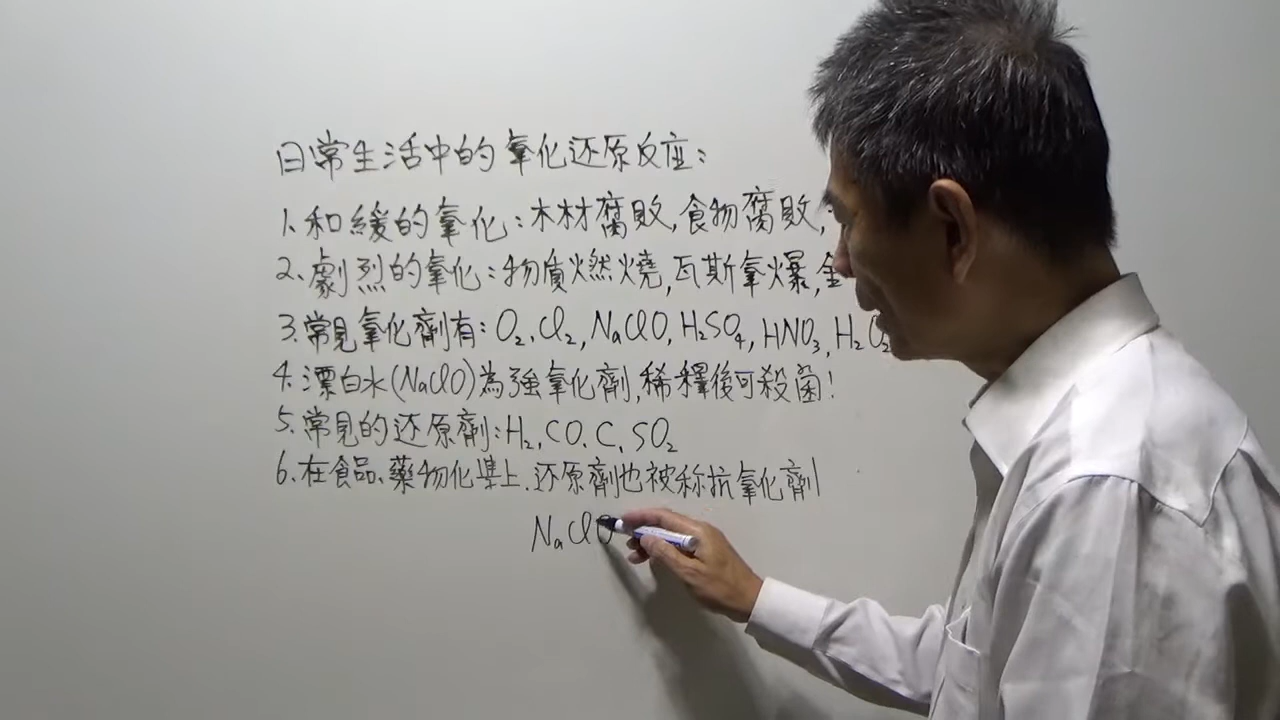 日常生活中的氧化还原反应:
1.和緩的氧化:木材腐敗,食物腐敗,
2.劇烈的氧化:物質燃燒,瓦斯氣爆,金
3.常見氧化劑有:O₂,Cl₂,NaClO,H₂SO₄,HNO₃,H₂O₂
4.漂白水(NaClO)為強氧化劑,稀釋後可殺菌!
5.常見的还原劑:H₂,CO,C,SO₂
6.在食品、藥物化學上,还原劑也被称抗氧化劑
NaClO